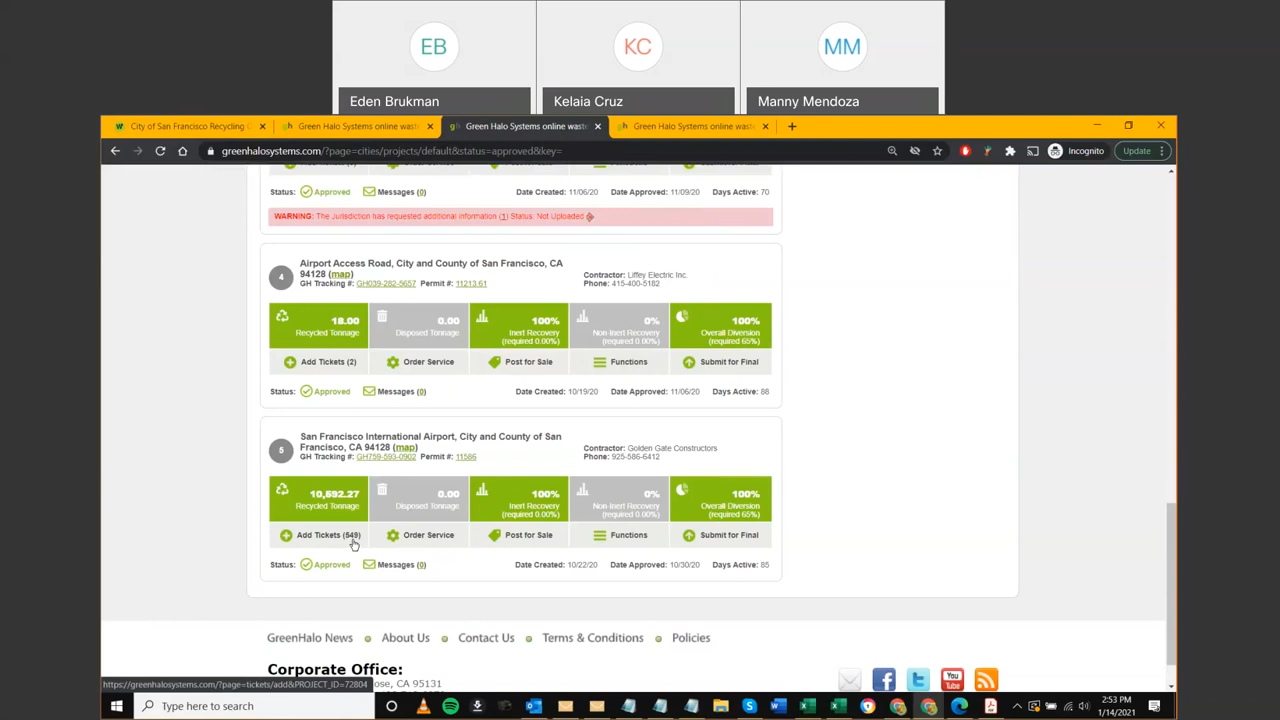 EB
KC
MM
Eden Brukman
Kelaia Cruz
Manny Mendoza
City of San Francisco Recycling
Green Halo Systems online wast
Green Halo Systems online wast
Green Halo Systems online wast
greenhalosystems.com/?page=cities/projects/default&status=approved&key=
Incognito
Update
Status: Approved Messages (0) Date Created: 11/06/20 Date Approved: 11/09/20 Days Active: 70
WARNING: The Jurisdiction has requested additional information (1) Status: Not Uploaded
4
Airport Access Road, City and County of San Francisco, CA
94128 (map)
GH Tracking #: GH039-282-5657 Permit #: 11213.61
Contractor: Liffey Electric Inc.
Phone: 415-400-5182
18.00
Recycled Tonnage
0.00
Disposed Tonnage
100%
Inert Recovery
(required 0.00%)
0%
Non-Inert Recovery
(required 0.00%)
100%
Overall Diversion
(required 65%)
Add Tickets (2) Order Service Post for Sale Functions Submit for Final
Status: Approved Messages (0) Date Created: 10/19/20 Date Approved: 11/06/20 Days Active: 88
5
San Francisco International Airport, City and County of San
Francisco, CA 94128 (map)
GH Tracking #: GH759-593-0902 Permit #: 11586
Contractor: Golden Gate Constructors
Phone: 925-586-6412
10,592.27
Recycled Tonnage
0.00
Disposed Tonnage
100%
Inert Recovery
(required 0.00%)
0%
Non-Inert Recovery
(required 0.00%)
100%
Overall Diversion
(required 65%)
Add Tickets (549) Order Service Post for Sale Functions Submit for Final
Status: Approved Messages (0) Date Created: 10/22/20 Date Approved: 10/30/20 Days Active: 85
GreenHalo News About Us Contact Us Terms & Conditions Policies
Corporate Office:
ose, CA 95131
https://greenhalosystems.com/?page=tickets/add&PROJECT_ID=72804
You
Tube
Type here to search
2:53 PM
1/14/2021